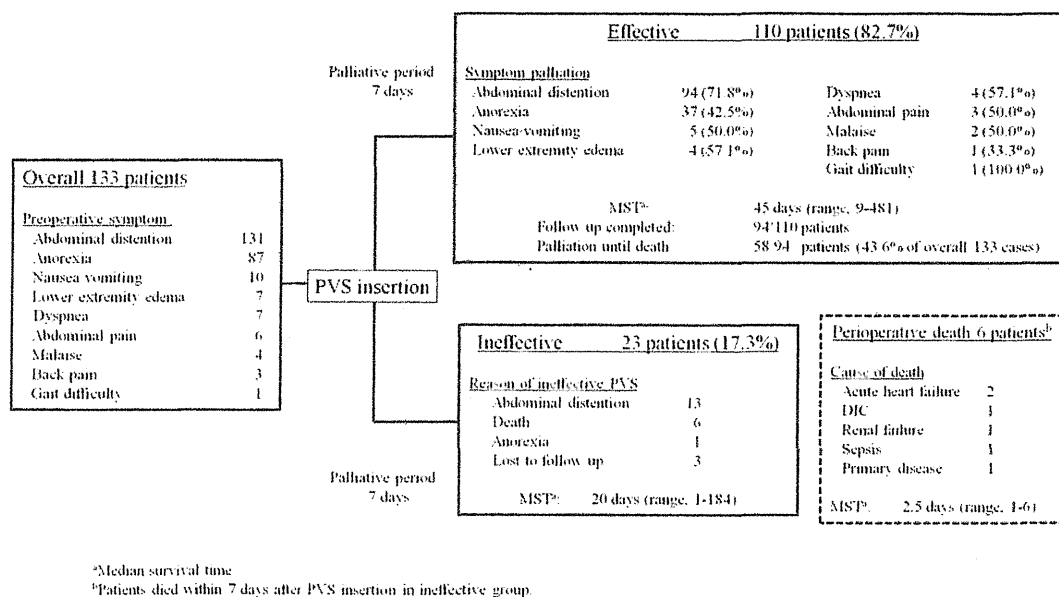 Effective 110 patients (82.7%)
Palliative period
7 days
Symptom palliation
Abdominal distention 94 (71.8%)
Anorexia 37 (42.5%)
Nausea-vomiting 5 (50.0%)
Lower extremity edema 4 (57.1%)
Dyspnea 4 (57.1%)
Abdominal pain 3 (50.0%)
Malaise 2 (50.0%)
Back pain 1 (33.3%)
Gait difficulty 1 (100.0%)
MSTa: 45 days (range, 9-481)
Follow up completed: 94/110 patients
Palliation until death 58 94 patients (43.6% of overall 133 cases)
Overall 133 patients
Preoperative symptom
Abdominal distention 131
Anorexia 87
Nausea vomiting 10
Lower extremity edema 7
Dyspnea 7
Abdominal pain 6
Malaise 4
Back pain 3
Gait difficulty 1
PVS insertion
Ineffective 23 patients (17.3%)
Reason of ineffective PVS
Abdominal distention 13
Death 6
Anorexia 1
Lost to follow up 3
MSTa: 20 days (range, 1-184)
Palliative period
7 days
Perioperative death 6 patientsb
Cause of death
Acute heart failure 2
DIC 1
Renal failure 1
Sepsis 1
Primary disease 1
MSTa: 2.5 days (range, 1-6)
aMedian survival time
bPatients died within 7 days after PVS insertion in ineffective group.